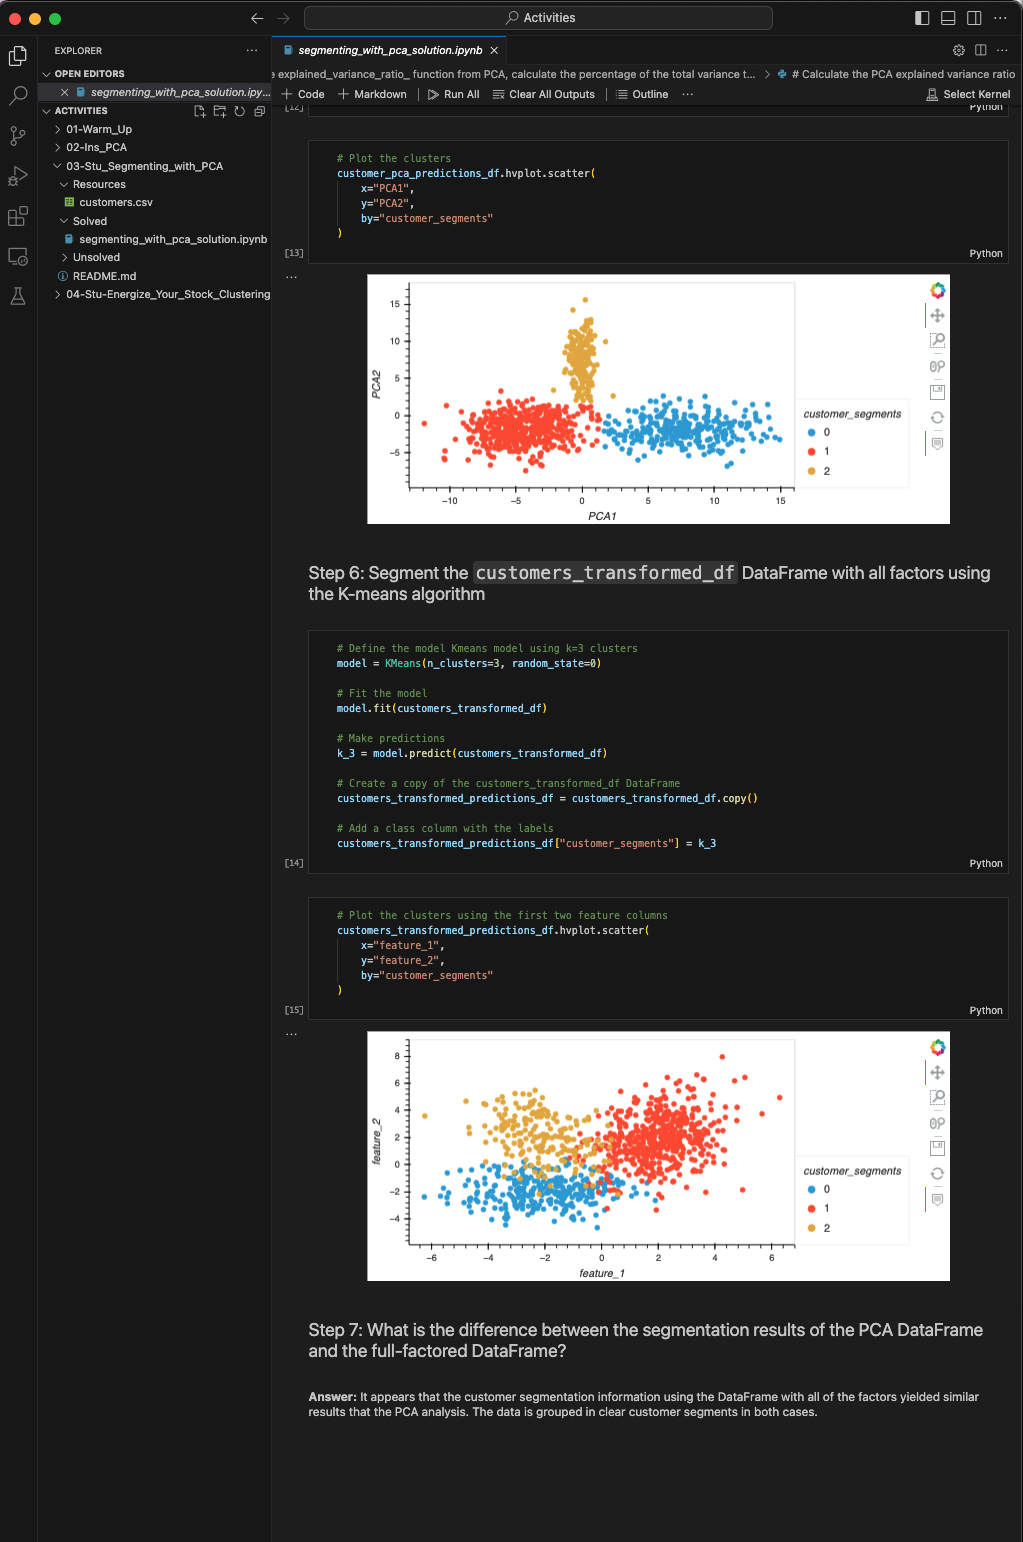 Activities
EXPLORER
segmenting_with_pca_solution.ipynb
OPEN EDITORS
segmenting_with_pca_solution.ipy...
ACTIVITIES
01-Warm_Up
02-Ins_PCA
03-Stu_Segmenting_with_PCA
Resources
customers.csv
Solved
segmenting_with_pca_solution.ipynb
Unsolved
README.md
04-Stu-Energize_Your_Stock_Clustering
explained_variance_ratio_ function from PCA, calculate the percentage of the total variance t... > # Calculate the PCA explained variance ratio
+ Code + Markdown Run All Clear All Outputs Outline ... Select Kernel
[12]
Python
# Plot the clusters
customer_pca_predictions_df.hvplot.scatter(
x="PCA1",
y="PCA2",
by="customer_segments"
)
[13]
Python
15
10
5
0
−5
PCA2
−10 −5 0 5 10 15
PCA1
customer_segments
0
1
2
Step 6: Segment the customers_transformed_df DataFrame with all factors using
the K-means algorithm
# Define the model Kmeans model using k=3 clusters
model = KMeans(n_clusters=3, random_state=0)
# Fit the model
model.fit(customers_transformed_df)
# Make predictions
k_3 = model.predict(customers_transformed_df)
# Create a copy of the customers_transformed_df DataFrame
customers_transformed_predictions_df = customers_transformed_df.copy()
# Add a class column with the labels
customers_transformed_predictions_df["customer_segments"] = k_3
[14]
Python
# Plot the clusters using the first two feature columns
customers_transformed_predictions_df.hvplot.scatter(
x="feature_1",
y="feature_2",
by="customer_segments"
)
[15]
Python
8
6
4
2
0
−2
−4
feature_2
−6 −4 −2 0 2 4 6
feature_1
customer_segments
0
1
2
Step 7: What is the difference between the segmentation results of the PCA DataFrame
and the full-factored DataFrame?
Answer: It appears that the customer segmentation information using the DataFrame with all of the factors yielded similar
results that the PCA analysis. The data is grouped in clear customer segments in both cases.